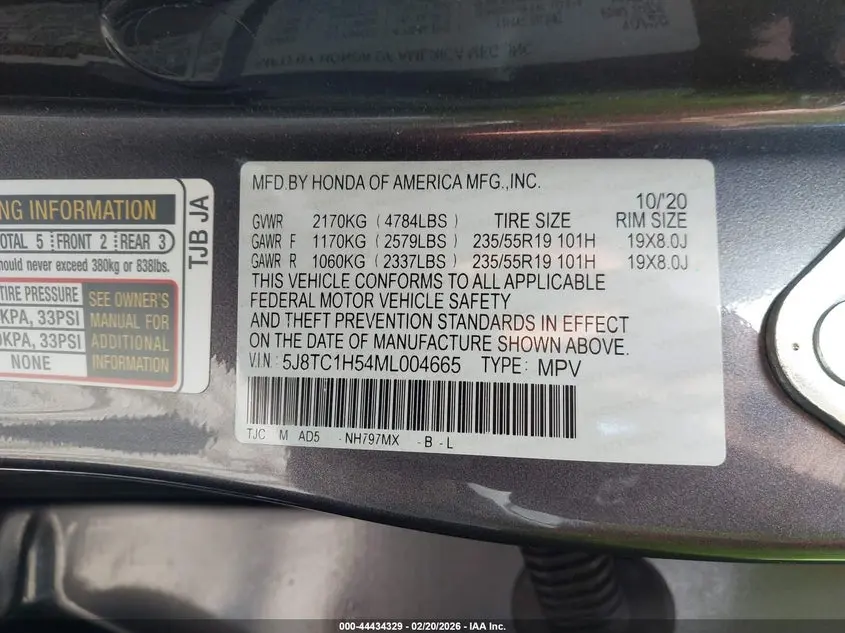 NG INFORMATION
TOTAL 5 FRONT 2 REAR 3
hould never exceed 380kg or 838lbs.
TIRE PRESSURE
KPA, 33PSI
0KPA, 33PSI
NONE
SEE OWNER'S
MANUAL FOR
ADDITIONAL
INFORMATION
TJB JA
MFD.BY HONDA OF AMERICA MFG.,INC.
10/'20
GVWR 2170KG (4784LBS) TIRE SIZE RIM SIZE
GAWR F 1170KG (2579LBS) 235/55R19 101H 19X8.0J
GAWR R 1060KG (2337LBS) 235/55R19 101H 19X8.0J
THIS VEHICLE CONFORMS TO ALL APPLICABLE
FEDERAL MOTOR VEHICLE SAFETY
AND THEFT PREVENTION STANDARDS IN EFFECT
ON THE DATE OF MANUFACTURE SHOWN ABOVE.
VIN: 5J8TC1H54ML004665 TYPE: MPV
TJC M AD5 -NH797MX -B-L
000-44434329 - 02/20/2026 - IAA Inc.